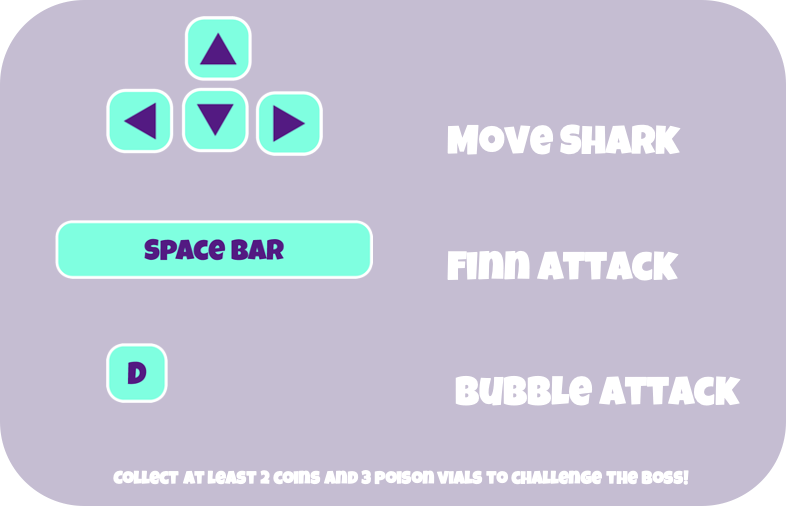 Move SHARK
SPACE BAR
Finn ATTACK
D
BUBBLe ATTACK
COLLECT AT LEAST 2 COINS AND 3 POISON VIALS TO CHALLENGE THE BOSS!